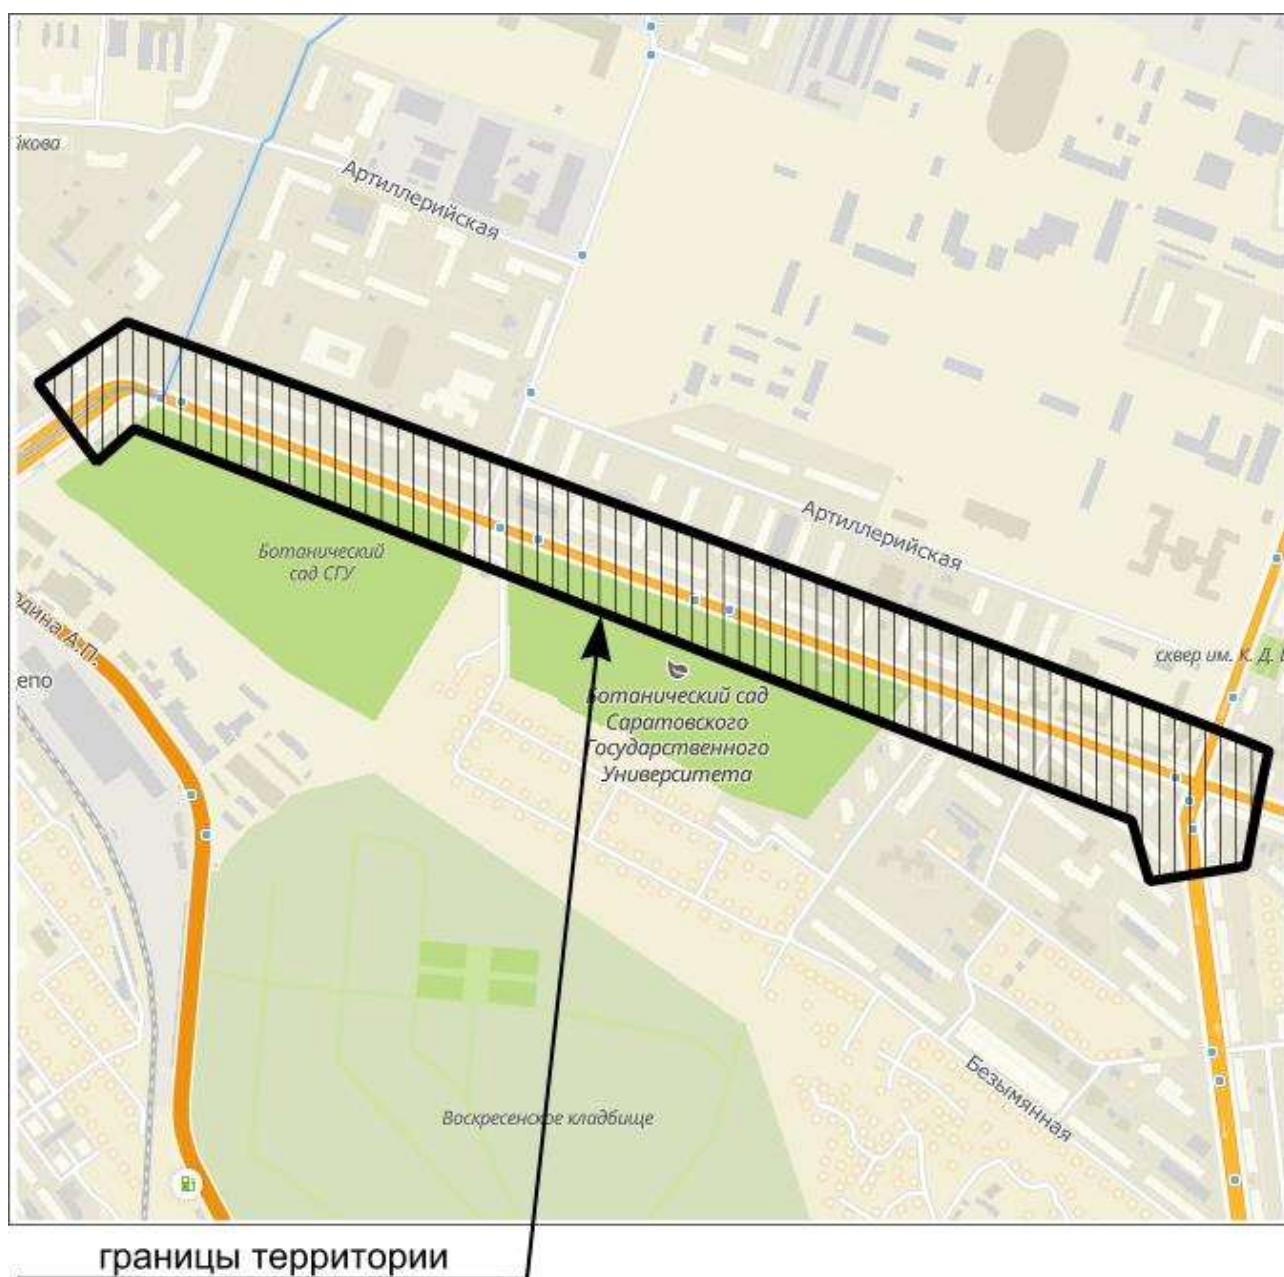 йкова
Артиллерийская
Артиллерийская
Ботанический
сад СГУ
одина А.П.
епо
сквер им. К. Д. 
Ботанический сад
Саратовского
Государственного
Университета
Воскресенское кладбище
Безымянная
границы территории